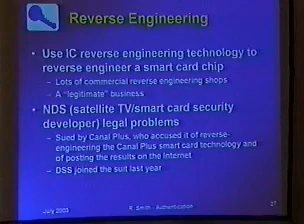 Reverse Engineering
• Use IC reverse engineering technology to
reverse engineer a smart card chip
– Lots of commercial reverse engineering shops
– A "legitimate" business
• NDS (satellite TV/smart card security
developer) legal problems
– Sued by Canal Plus, who accused it of reverse-
engineering the Canal Plus smart card technology and
of posting the results on the Internet
– DSS joined the suit last year
July 2003
R. Smith - Authentication
27